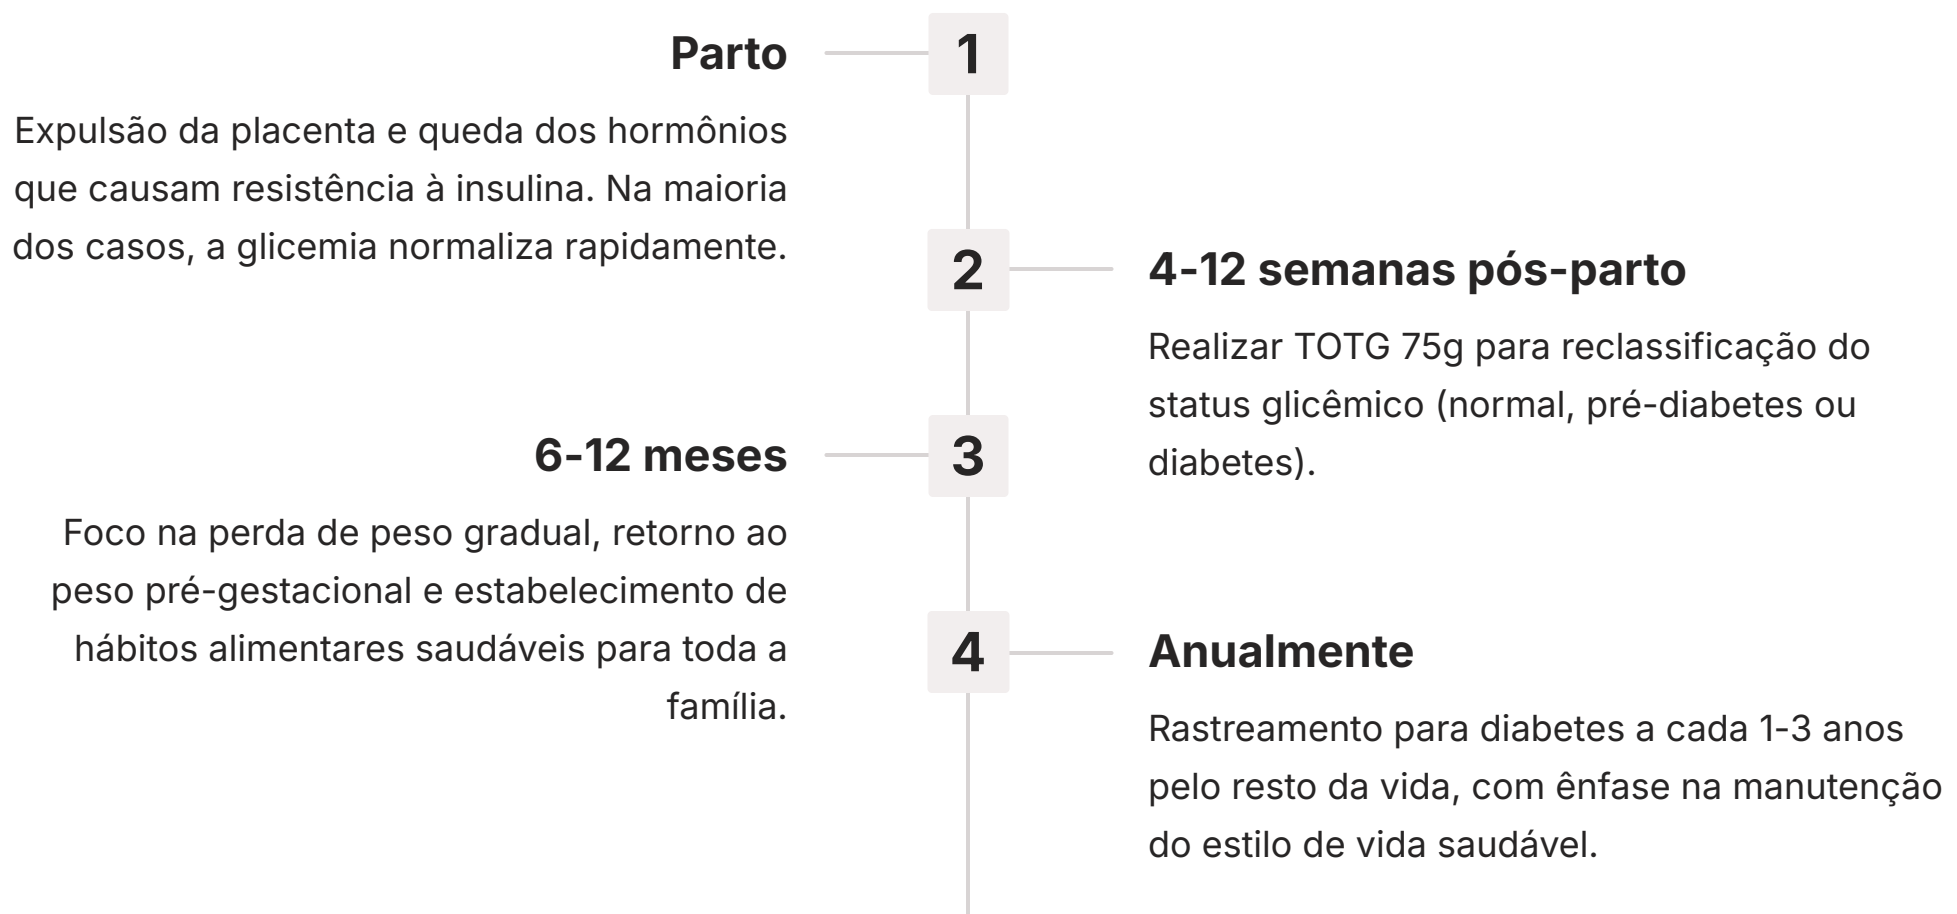 1
Parto
Expulsão da placenta e queda dos hormônios
que causam resistência à insulina. Na maioria
dos casos, a glicemia normaliza rapidamente.
2
4-12 semanas pós-parto
Realizar TOTG 75g para reclassificação do
status glicêmico (normal, pré-diabetes ou
diabetes).
3
6-12 meses
Foco na perda de peso gradual, retorno ao
peso pré-gestacional e estabelecimento de
hábitos alimentares saudáveis para toda a
família.
4
Anualmente
Rastreamento para diabetes a cada 1-3 anos
pelo resto da vida, com ênfase na manutenção
do estilo de vida saudável.